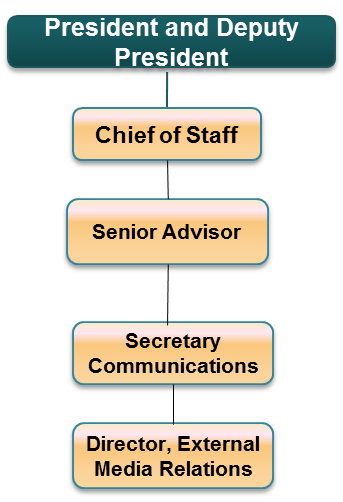 President and Deputy
President
Chief of Staff
Senior Advisor
Secretary
Communications
Director, External
Media Relations